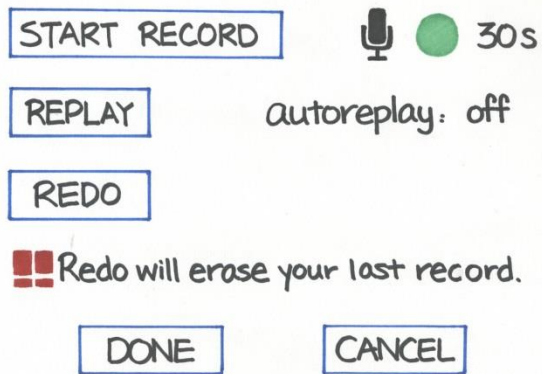 START RECORD 30s
REPLAY autoreplay: off
REDO
Redo will erase your last record.
DONE CANCEL